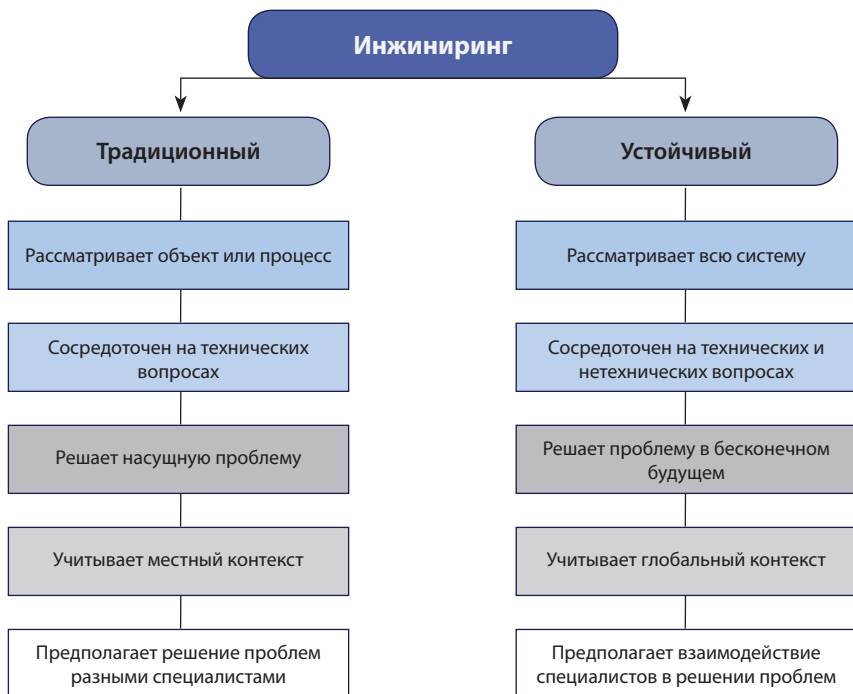 Инжиниринг
Традиционный
Рассматривает объект или процесс
Сосредоточен на технических
вопросах
Решает насущную проблему
Учитывает местный контекст
Предполагает решение проблем
разными специалистами
Устойчивый
Рассматривает всю систему
Сосредоточен на технических и
нетехнических вопросах
Решает проблему в бесконечном
будущем
Учитывает глобальный контекст
Предполагает взаимодействие
специалистов в решении проблем